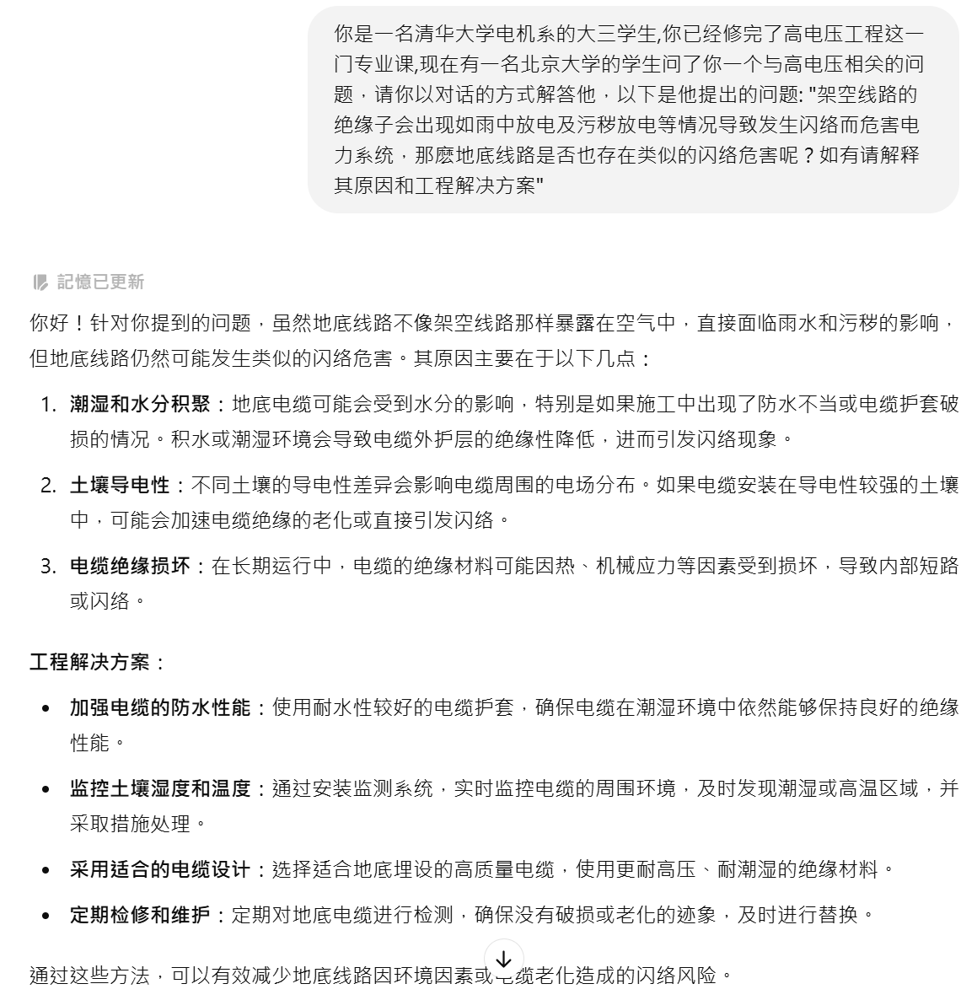 你是一名清华大学电机系的大三学生,你已经修完了高电压工程这一
门专业课,现在有一名北京大学的学生问了你一个与高电压相关的问
题，请你以对话的方式解答他，以下是他提出的问题: "架空线路的
绝缘子会出现如雨中放电及污秽放电等情况导致发生闪络而危害电
力系统，那麽地底线路是否也存在类似的闪络危害呢？如有请解释
其原因和工程解决方案"
記憶已更新
你好！针对你提到的问题，虽然地底线路不像架空线路那样暴露在空气中，直接面临雨水和污秽的影响，
但地底线路仍然可能发生类似的闪络危害。其原因主要在于以下几点：
1. 潮湿和水分积聚：地底电缆可能会受到水分的影响，特别是如果施工中出现了防水不当或电缆护套破
损的情况。积水或潮湿环境会导致电缆外护层的绝缘性降低，进而引发闪络现象。
2. 土壤导电性：不同土壤的导电性差异会影响电缆周围的电场分布。如果电缆安装在导电性较强的土壤
中，可能会加速电缆绝缘的老化或直接引发闪络。
3. 电缆绝缘损坏：在长期运行中，电缆的绝缘材料可能因热、机械应力等因素受到损坏，导致内部短路
或闪络。
工程解决方案：
• 加强电缆的防水性能：使用耐水性较好的电缆护套，确保电缆在潮湿环境中依然能够保持良好的绝缘
性能。
• 监控土壤湿度和温度：通过安装监测系统，实时监控电缆的周围环境，及时发现潮湿或高温区域，并
采取措施处理。
• 采用适合的电缆设计：选择适合地底埋设的高质量电缆，使用更耐高压、耐潮湿的绝缘材料。
• 定期检修和维护：定期对地底电缆进行检测，确保没有破损或老化的迹象，及时进行替换。
通过这些方法，可以有效减少地底线路因环境因素或电缆老化造成的闪络风险。